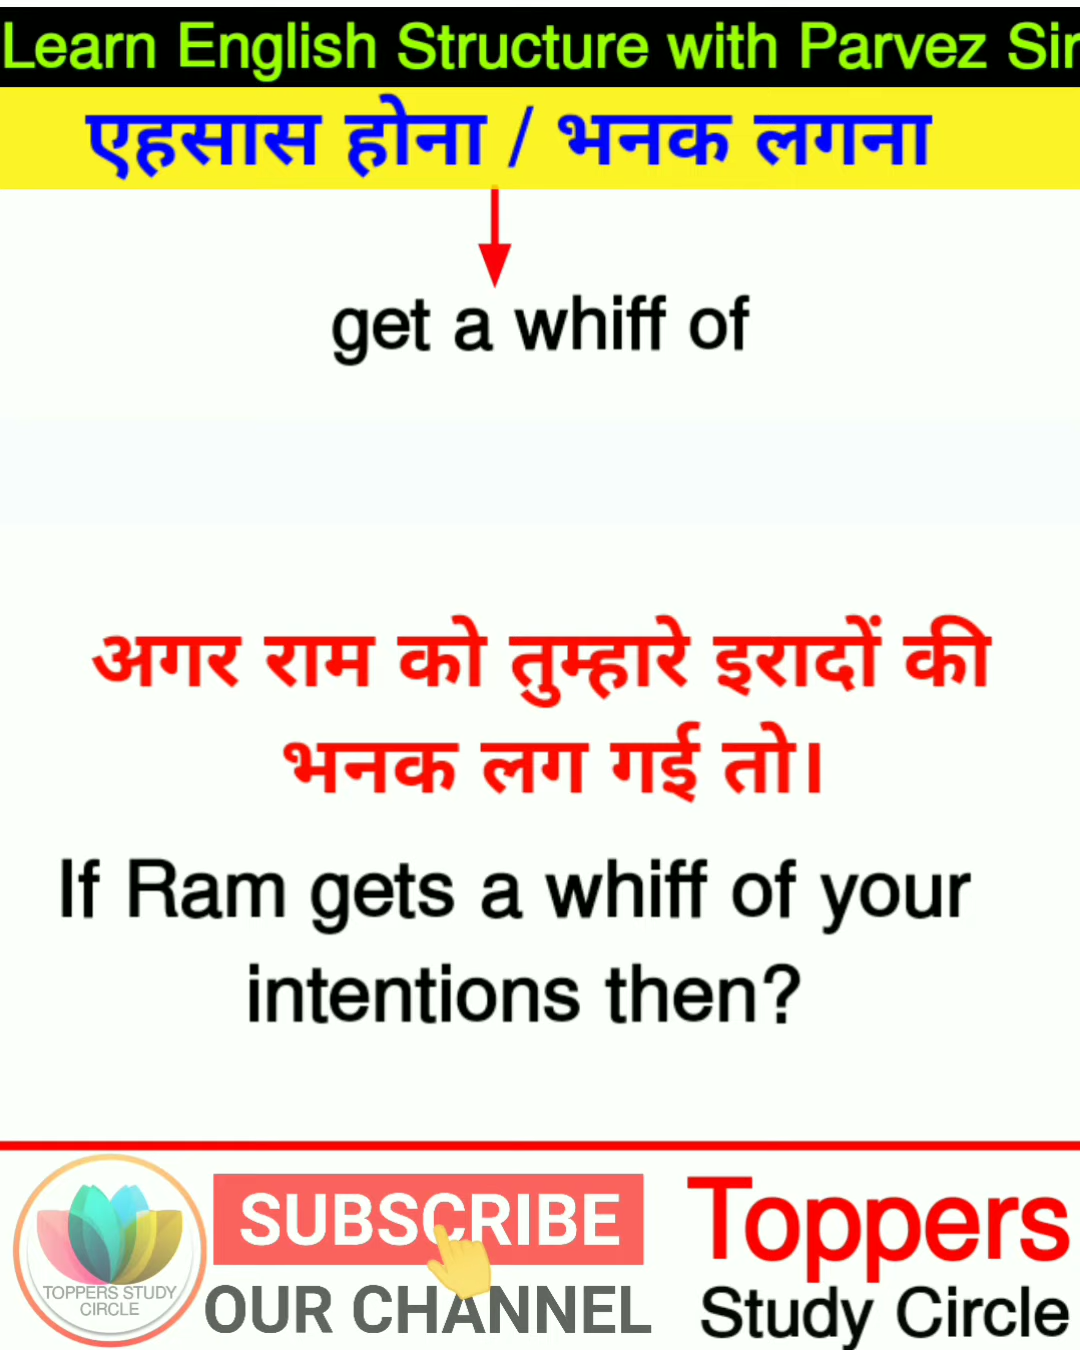 Learn English Structure with Parvez Sir
एहसास होना / भनक लगना
get a whiff of
अगर राम को तुम्हारे इरादों की
भनक लग गई तो।
If Ram gets a whiff of your
intentions then?
TOPPERS STUDY
CIRCLE
SUBSCRIBE
OUR CHANNEL
Toppers
Study Circle